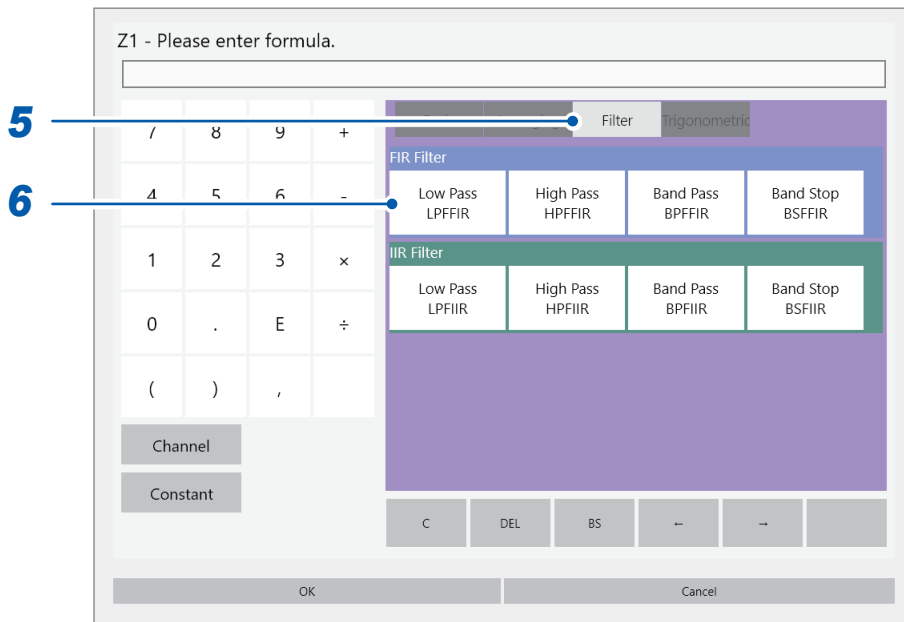 Z1 - Please enter formula.
5
7 8 9 +
Filter Trigonometric
FIR Filter
6
4 5 6 -
Low Pass High Pass Band Pass Band Stop
LPFFIR HPFFIR BPFFIR BSFFIR
IIR Filter
1 2 3 ×
Low Pass High Pass Band Pass Band Stop
LPFIIR HPFIIR BPFIIR BSFIIR
0 . E ÷
( ) ,
Channel
Constant
C DEL BS ← →
OK Cancel